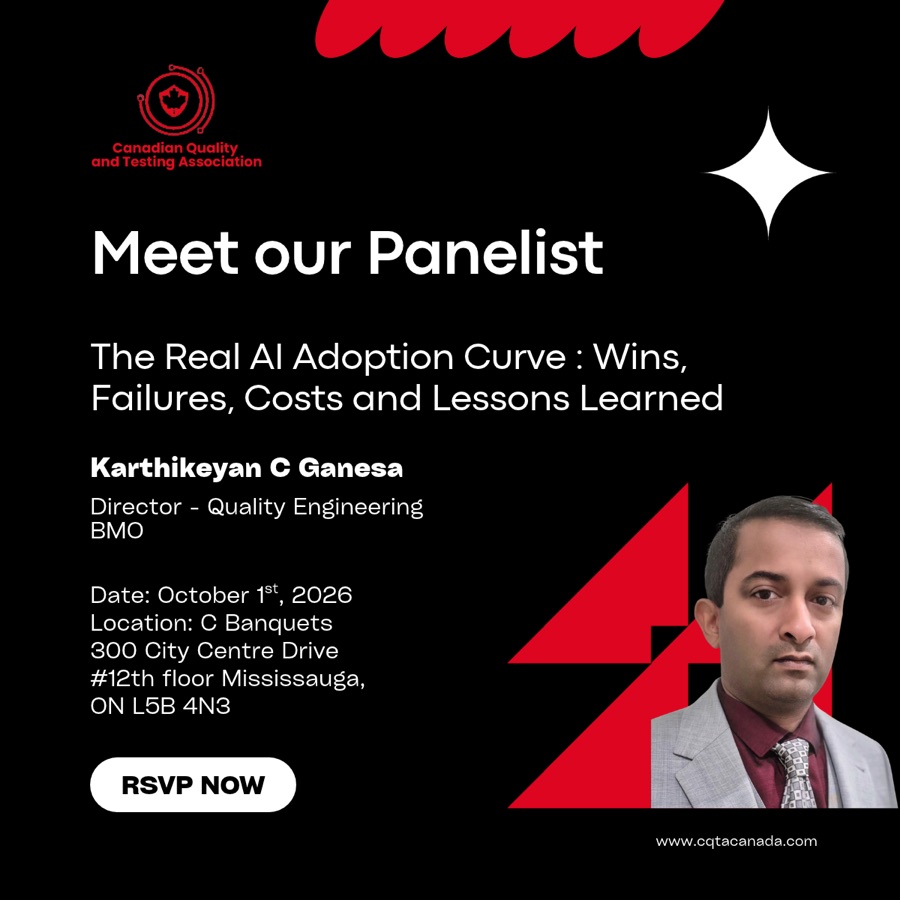 Canadian Quality
and Testing Association
Meet our Panelist
The Real AI Adoption Curve : Wins,
Failures, Costs and Lessons Learned
Karthikeyan C Ganesa
Director - Quality Engineering
BMO
Date: October 1st, 2026
Location: C Banquets
300 City Centre Drive
#12th floor Mississauga,
ON L5B 4N3
RSVP NOW
www.cqtacanada.com